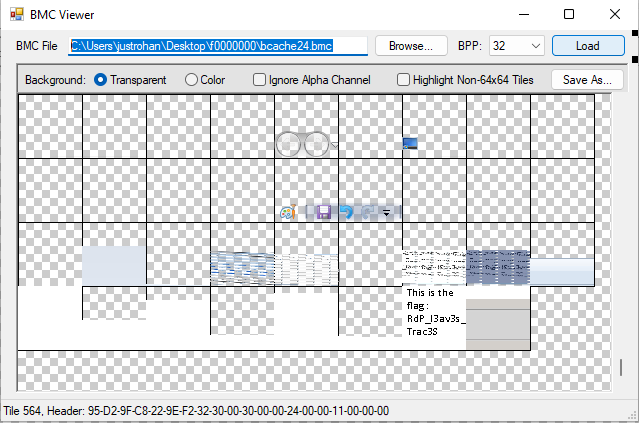 BMC Viewer
BMC File C:\Users\justrohan\Desktop\f0000000\bcache24.bmc Browse... BPP: 32 Load
Background: Transparent Color Ignore Alpha Channel Highlight Non-64x64 Tiles Save As...
This is the
flag:
RdP_l3av3s_
Trac3S
Tile 564, Header: 95-D2-9F-C8-22-9E-F2-32-30-00-30-00-00-24-00-00-11-00-00-00